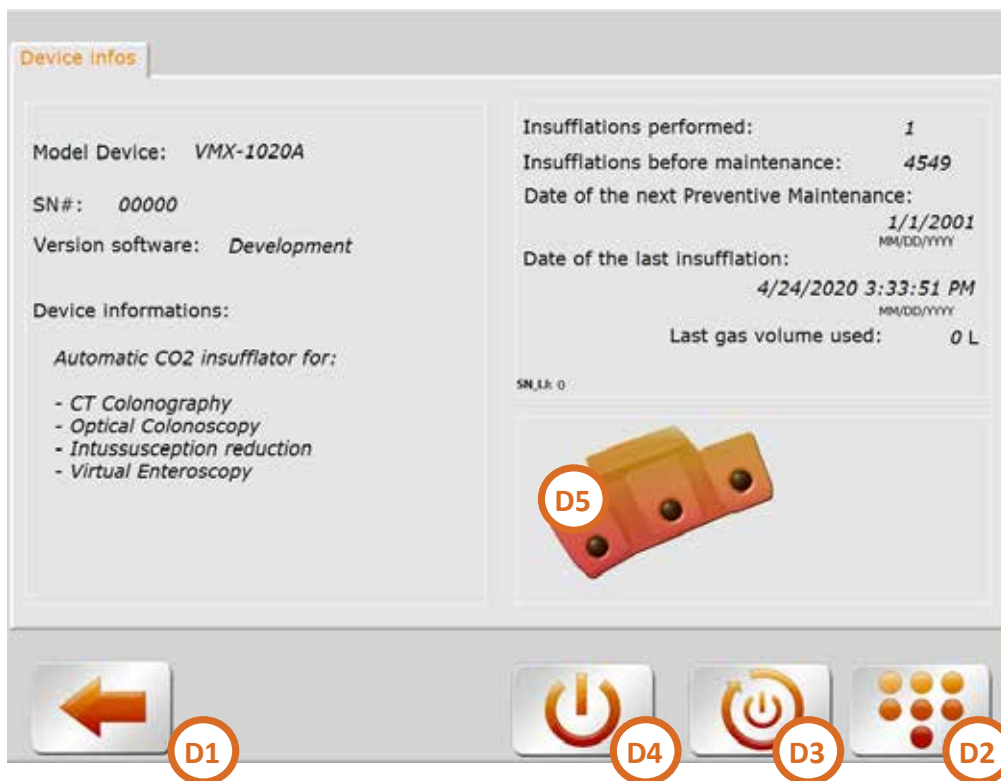 Device infos
Model Device: VMX-1020A
SN#: 00000
Version software: Development
Device informations:
Automatic CO2 insufflator for:
- CT Colonography
- Optical Colonoscopy
- Intussusception reduction
- Virtual Enteroscopy
Insufflations performed: 1
Insufflations before maintenance: 4549
Date of the next Preventive Maintenance:
1/1/2001
MM/DD/YYYY
Date of the last insufflation:
4/24/2020 3:33:51 PM
MM/DD/YYYY
Last gas volume used: 0 L
SN_IJ: 0
D5
D1
D4
D3
D2